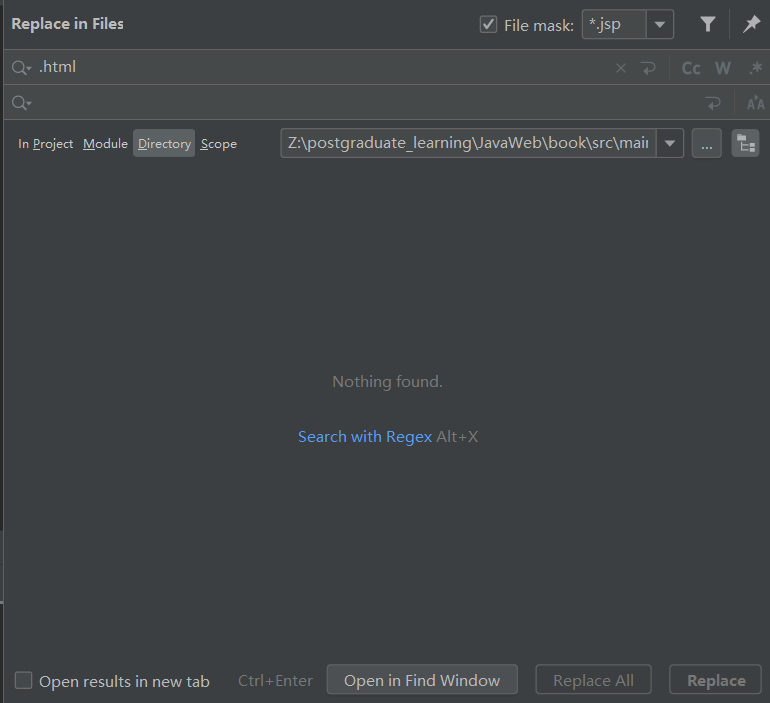 Replace in Files
File mask: *.jsp
.html
Cc W .*
In Project Module Directory Scope Z:\postgraduate_learning\JavaWeb\book\src\mair ...
Nothing found.
Search with Regex Alt+X
Open results in new tab Ctrl+Enter Open in Find Window Replace All Replace